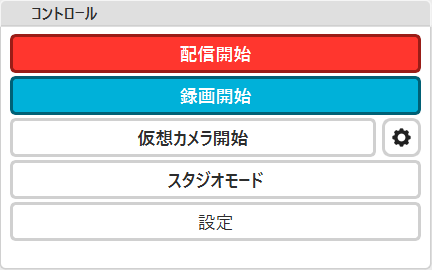 コントロール
配信開始
録画開始
仮想カメラ開始
スタジオモード
設定